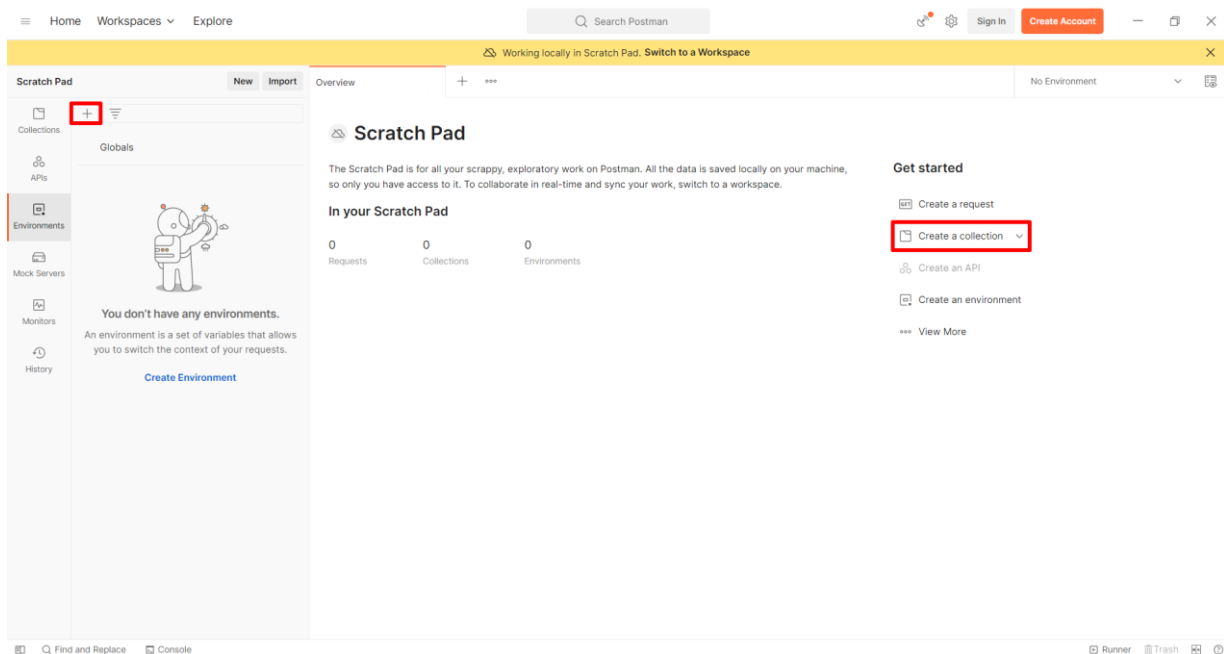 Home Workspaces Explore Search Postman Sign In Create Account
Working locally in Scratch Pad. Switch to a Workspace
Scratch Pad New Import Overview No Environment
Collections
APIs
Environments
Mock Servers
Monitors
History
Globals
You don't have any environments.
An environment is a set of variables that allows
you to switch the context of your requests.
Create Environment
Scratch Pad
The Scratch Pad is for all your scrappy, exploratory work on Postman. All the data is saved locally on your machine,
so only you have access to it. To collaborate in real-time and sync your work, switch to a workspace.
In your Scratch Pad
0 0 0
Requests Collections Environments
Get started
GET Create a request
Create a collection
Create an API
Create an environment
View More
Find and Replace Console Runner Trash